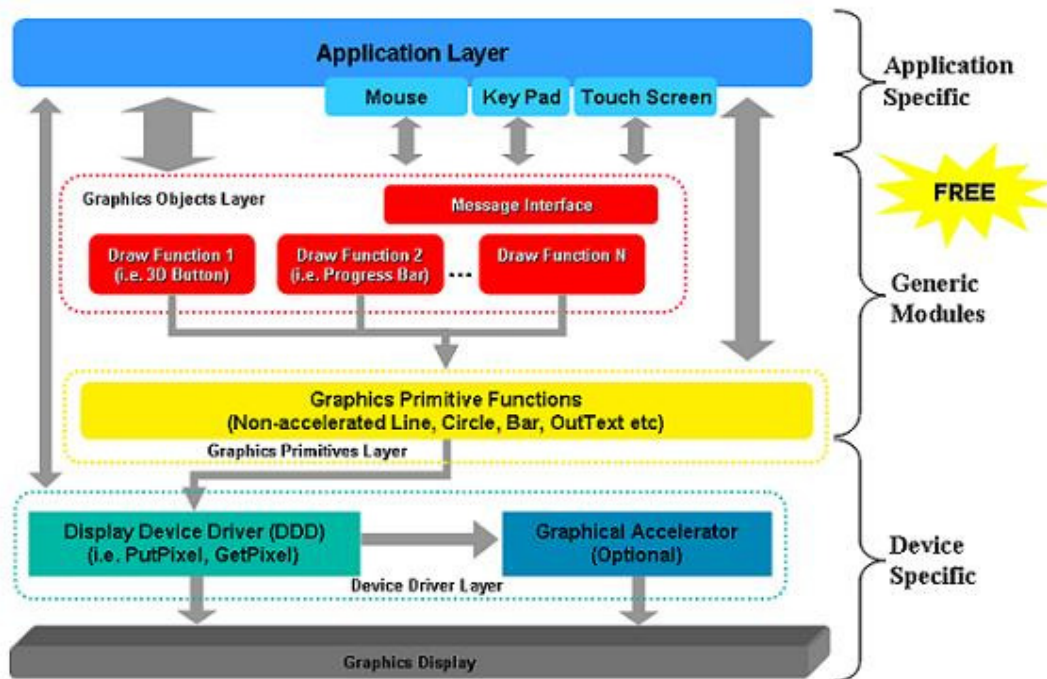 Application Layer
Mouse
Key Pad
Touch Screen
Application
Specific
Graphics Objects Layer
Message Interface
FREE
Draw Function 1
(i.e. 3D Button)
Draw Function 2
(i.e. Progress Bar)
...
Draw Function N
Generic
Modules
Graphics Primitive Functions
(Non-accelerated Line, Circle, Bar, OutText etc)
Graphics Primitives Layer
Display Device Driver (DDD)
(i.e. PutPixel, GetPixel)
Graphical Accelerator
(Optional)
Device Driver Layer
Device
Specific
Graphics Display